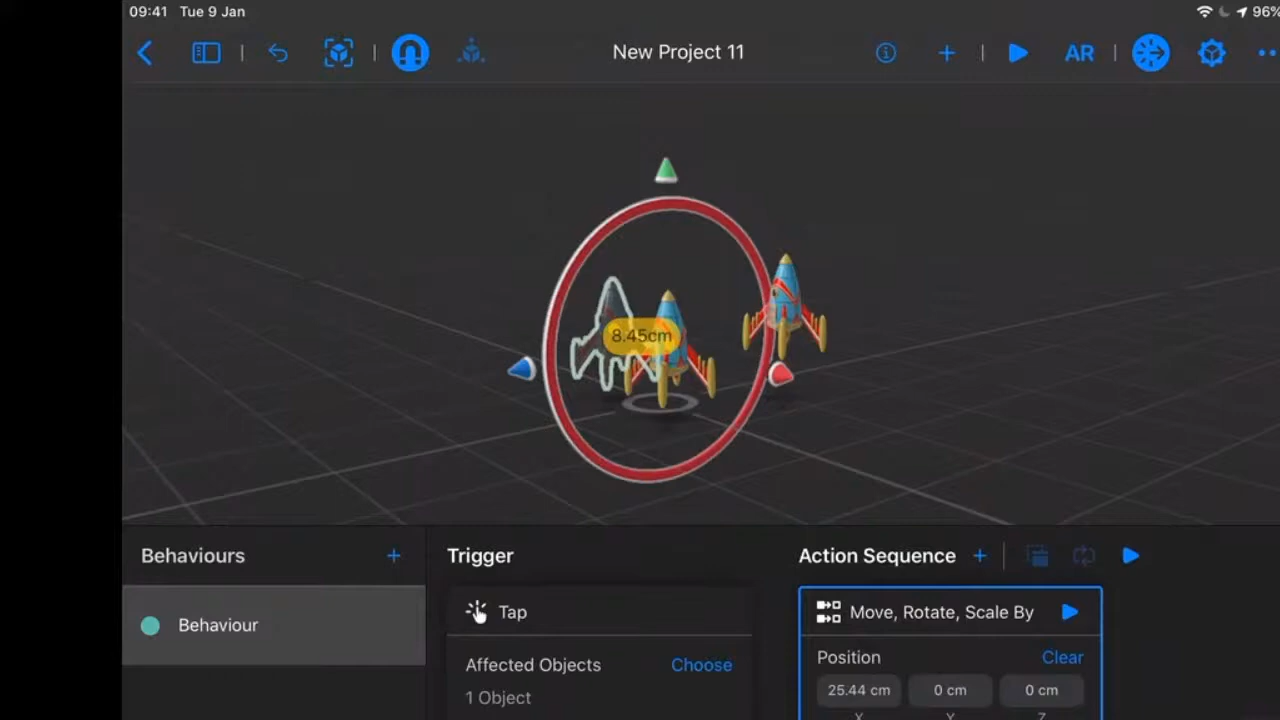 09:41 Tue 9 Jan 96%
New Project 11
AR
8.45cm
Behaviours
Trigger
Action Sequence
Behaviour
Tap
Move, Rotate, Scale By
Affected Objects
Choose
1 Object
Position
Clear
25.44 cm
0 cm
0 cm
X
Y
Z